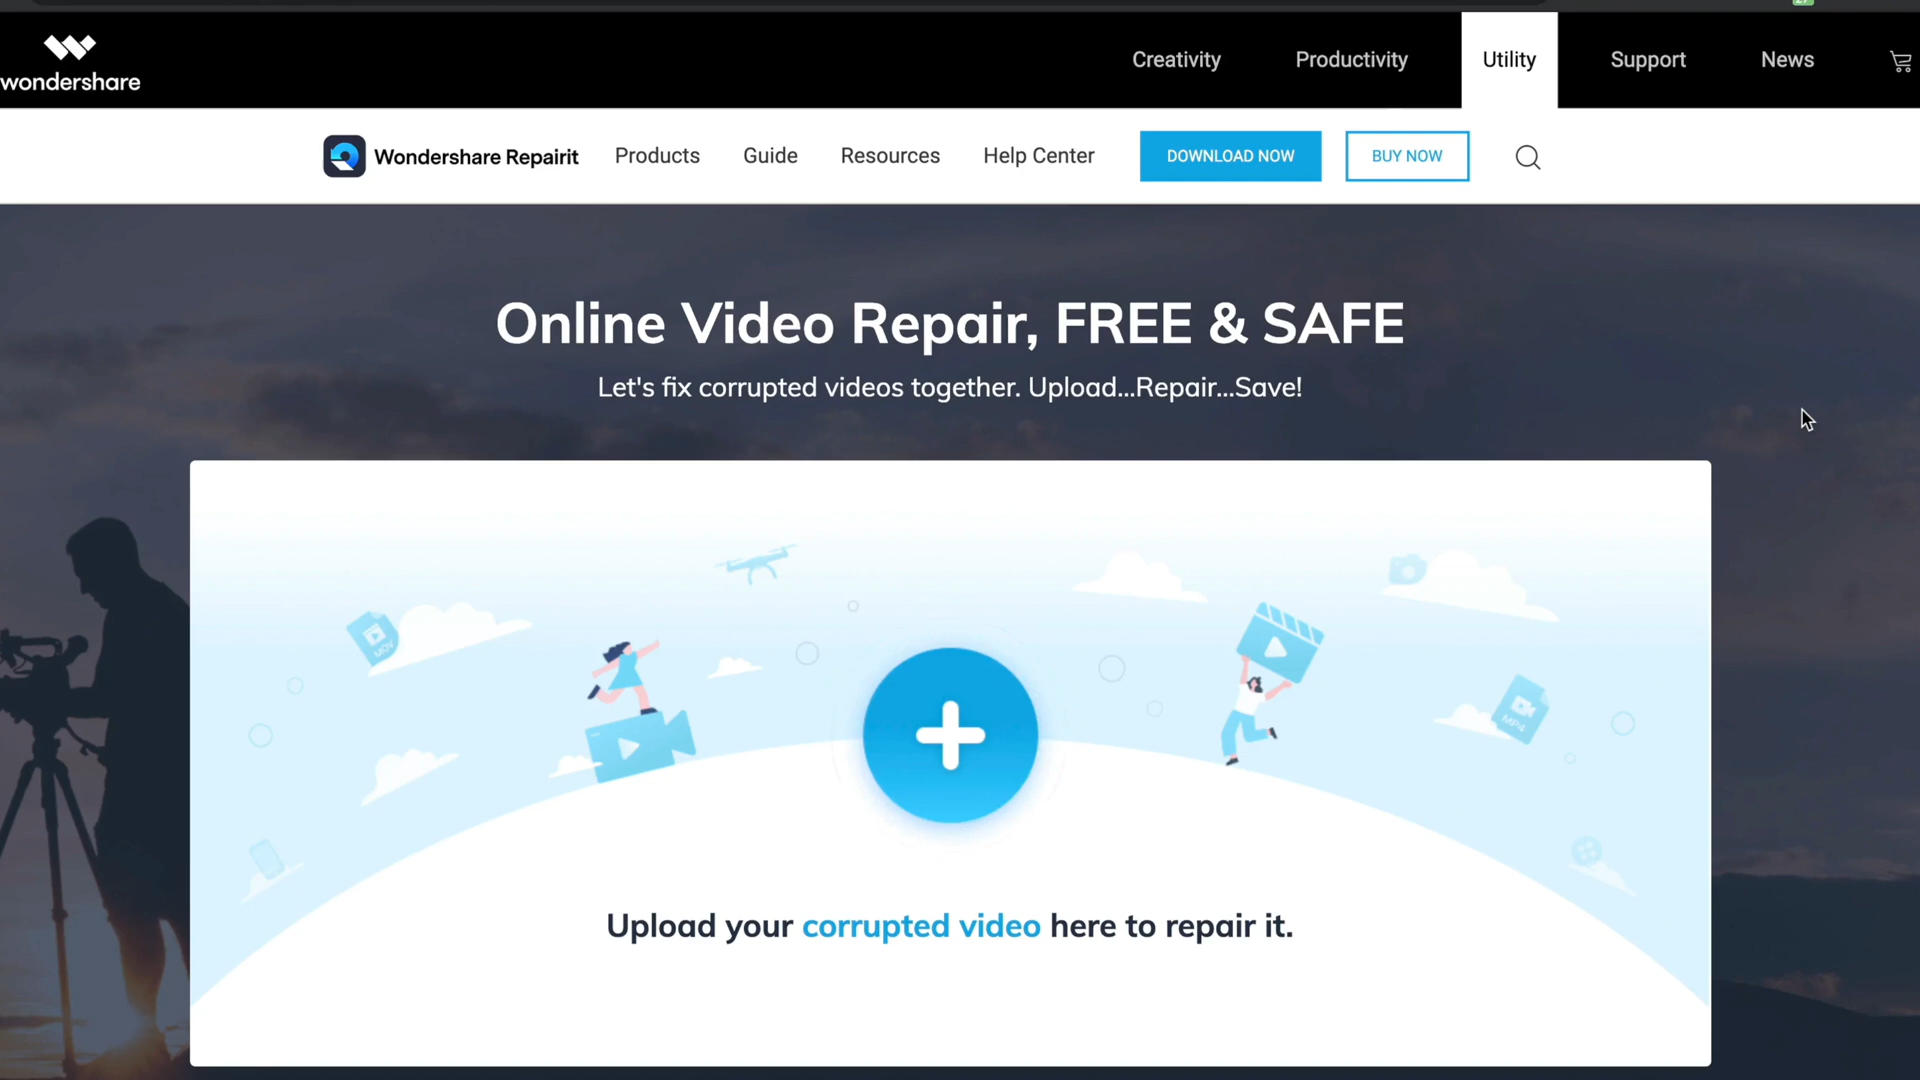 wondershare
Creativity
Productivity
Utility
Support
News
Wondershare Repairit
Products
Guide
Resources
Help Center
DOWNLOAD NOW
BUY NOW
Online Video Repair, FREE & SAFE
Let's fix corrupted videos together. Upload...Repair...Save!
MOV
MP4
Upload your corrupted video here to repair it.